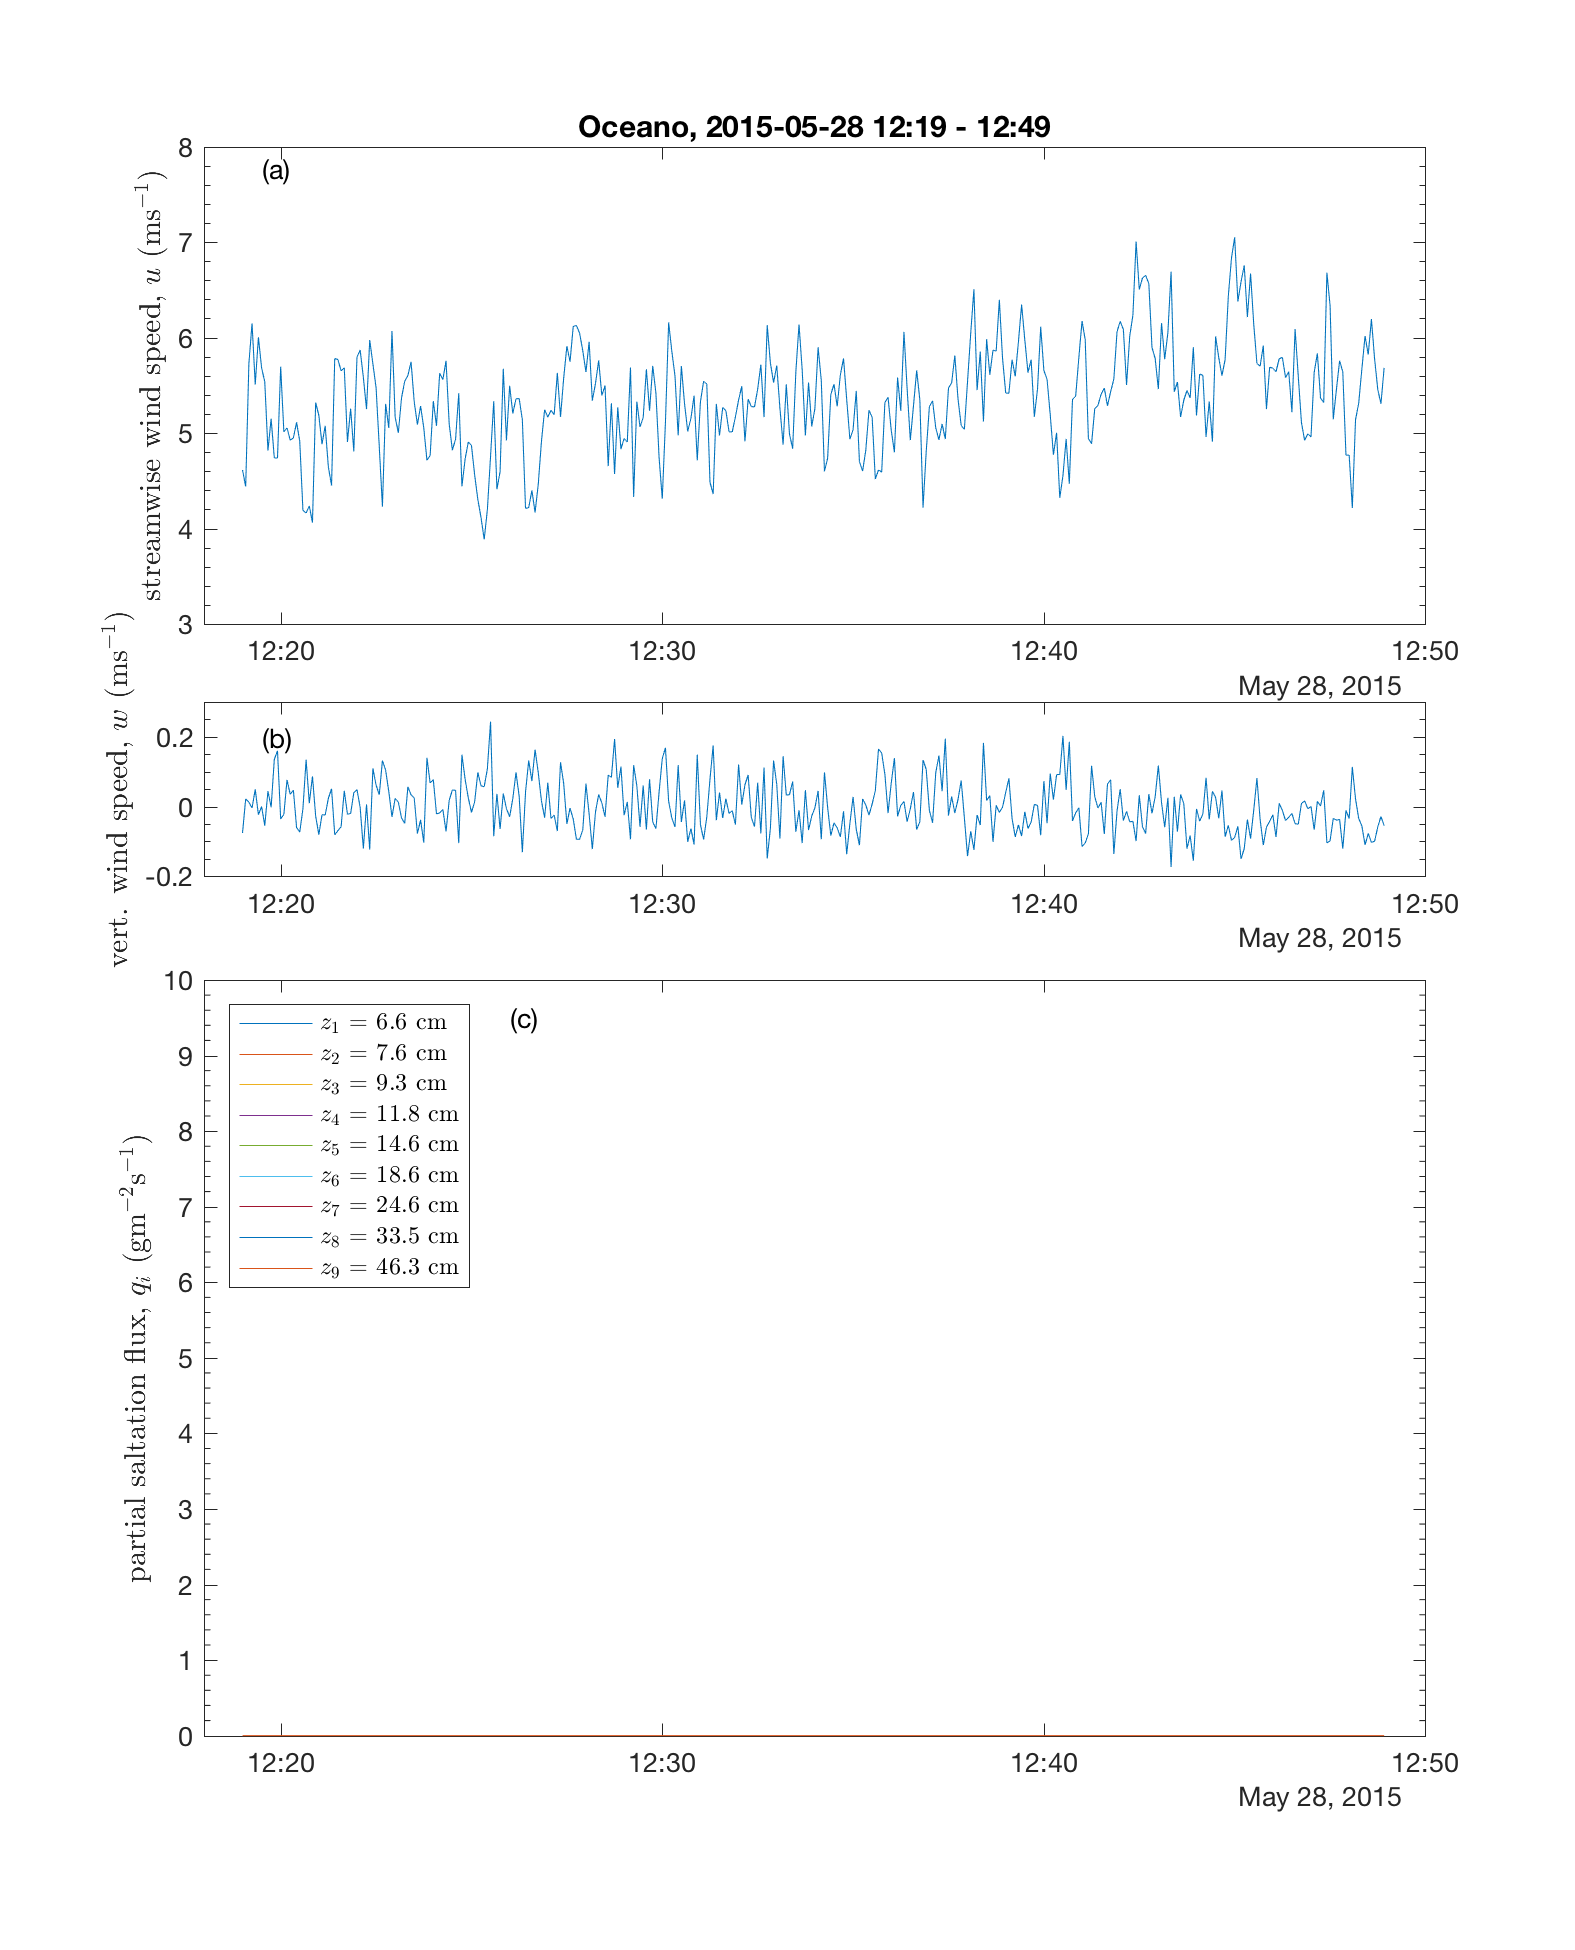 Oceano, 2015-05-28 12:19 - 12:49
(a)
streamwise wind speed, u (ms⁻¹)
8
7
6
5
4
3
12:20 12:30 12:40 12:50
May 28, 2015
(b)
vert. wind speed, w (ms⁻¹)
0.2
0
-0.2
12:20 12:30 12:40 12:50
May 28, 2015
(c)
partial saltation flux, qᵢ (gm⁻²s⁻¹)
10
9
8
7
6
5
4
3
2
1
0
z₁ = 6.6 cm
z₂ = 7.6 cm
z₃ = 9.3 cm
z₄ = 11.8 cm
z₅ = 14.6 cm
z₆ = 18.6 cm
z₇ = 24.6 cm
z₈ = 33.5 cm
z₉ = 46.3 cm
12:20 12:30 12:40 12:50
May 28, 2015